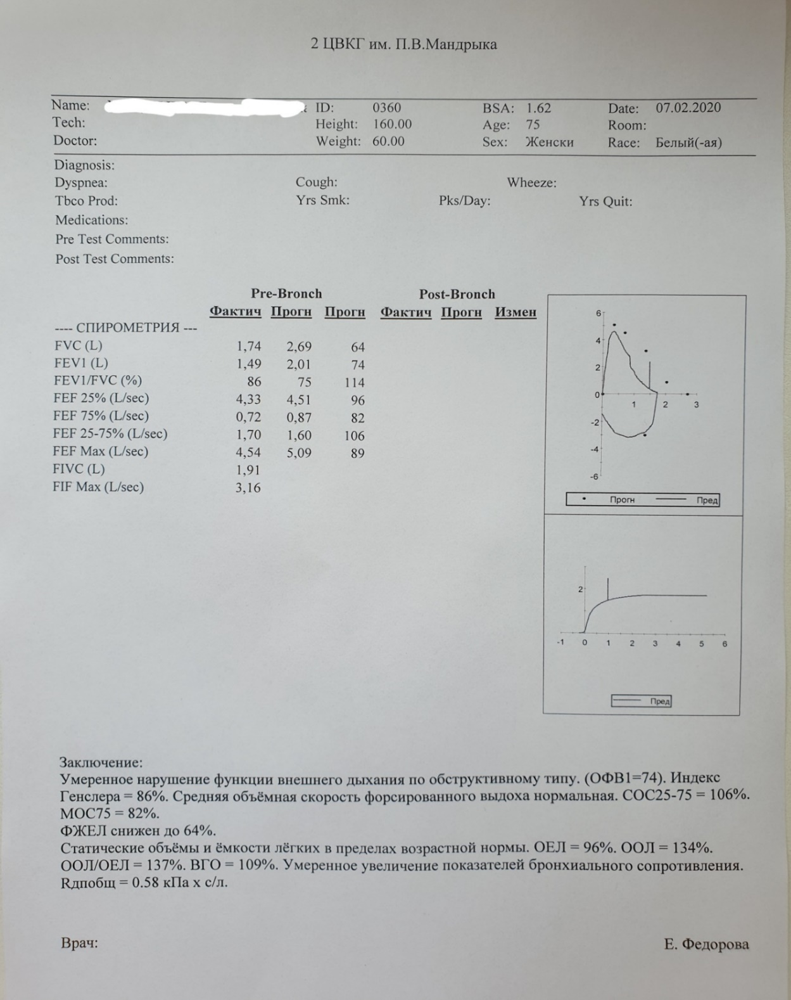 2 ЦВКГ им. П.В.Мандрыка
Name: ID: 0360 BSA: 1.62 Date: 07.02.2020
Tech: Height: 160.00 Age: 75 Room:
Doctor: Weight: 60.00 Sex: Женски Race: Белый(-ая)
Diagnosis:
Dyspnea: Cough: Wheeze:
Tbco Prod: Yrs Smk: Pks/Day: Yrs Quit:
Medications:
Pre Test Comments:
Post Test Comments:
Pre-Bronch Post-Bronch
Фактич Прогн Прогн Фактич Прогн Измен
---- СПИРОМЕТРИЯ ---
FVC (L) 1,74 2,69 64
FEV1 (L) 1,49 2,01 74
FEV1/FVC (%) 86 75 114
FEF 25% (L/sec) 4,33 4,51 96
FEF 75% (L/sec) 0,72 0,87 82
FEF 25-75% (L/sec) 1,70 1,60 106
FEF Max (L/sec) 4,54 5,09 89
FIVC (L) 1,91
FIF Max (L/sec) 3,16
6
4
2
0
1 2 3
-2
-4
-6
Прогн Пред
2
-1 0 1 2 3 4 5 6
Пред
Заключение:
Умеренное нарушение функции внешнего дыхания по обструктивному типу. (ОФВ1=74). Индекс
Генслера = 86%. Средняя объёмная скорость форсированного выдоха нормальная. СОС25-75 = 106%.
МОС75 = 82%.
ФЖЕЛ снижен до 64%.
Статические объёмы и ёмкости лёгких в пределах возрастной нормы. ОЕЛ = 96%. ООЛ = 134%.
ООЛ/ОЕЛ = 137%. ВГО = 109%. Умеренное увеличение показателей бронхиального сопротивления.
Rдпобщ = 0.58 кПа х с/л.
Врач: Е. Федорова